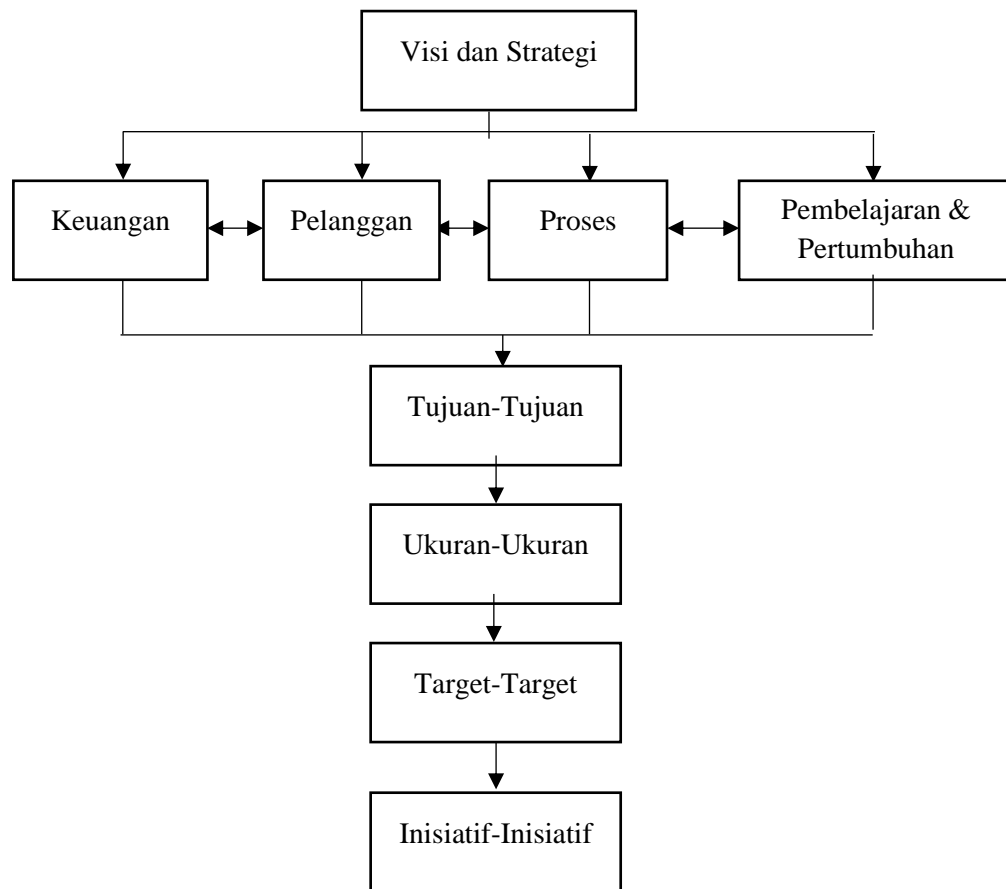 Visi dan Strategi
Keuangan
Pelanggan
Proses
Pembelajaran &
Pertumbuhan
Tujuan-Tujuan
Ukuran-Ukuran
Target-Target
Inisiatif-Inisiatif